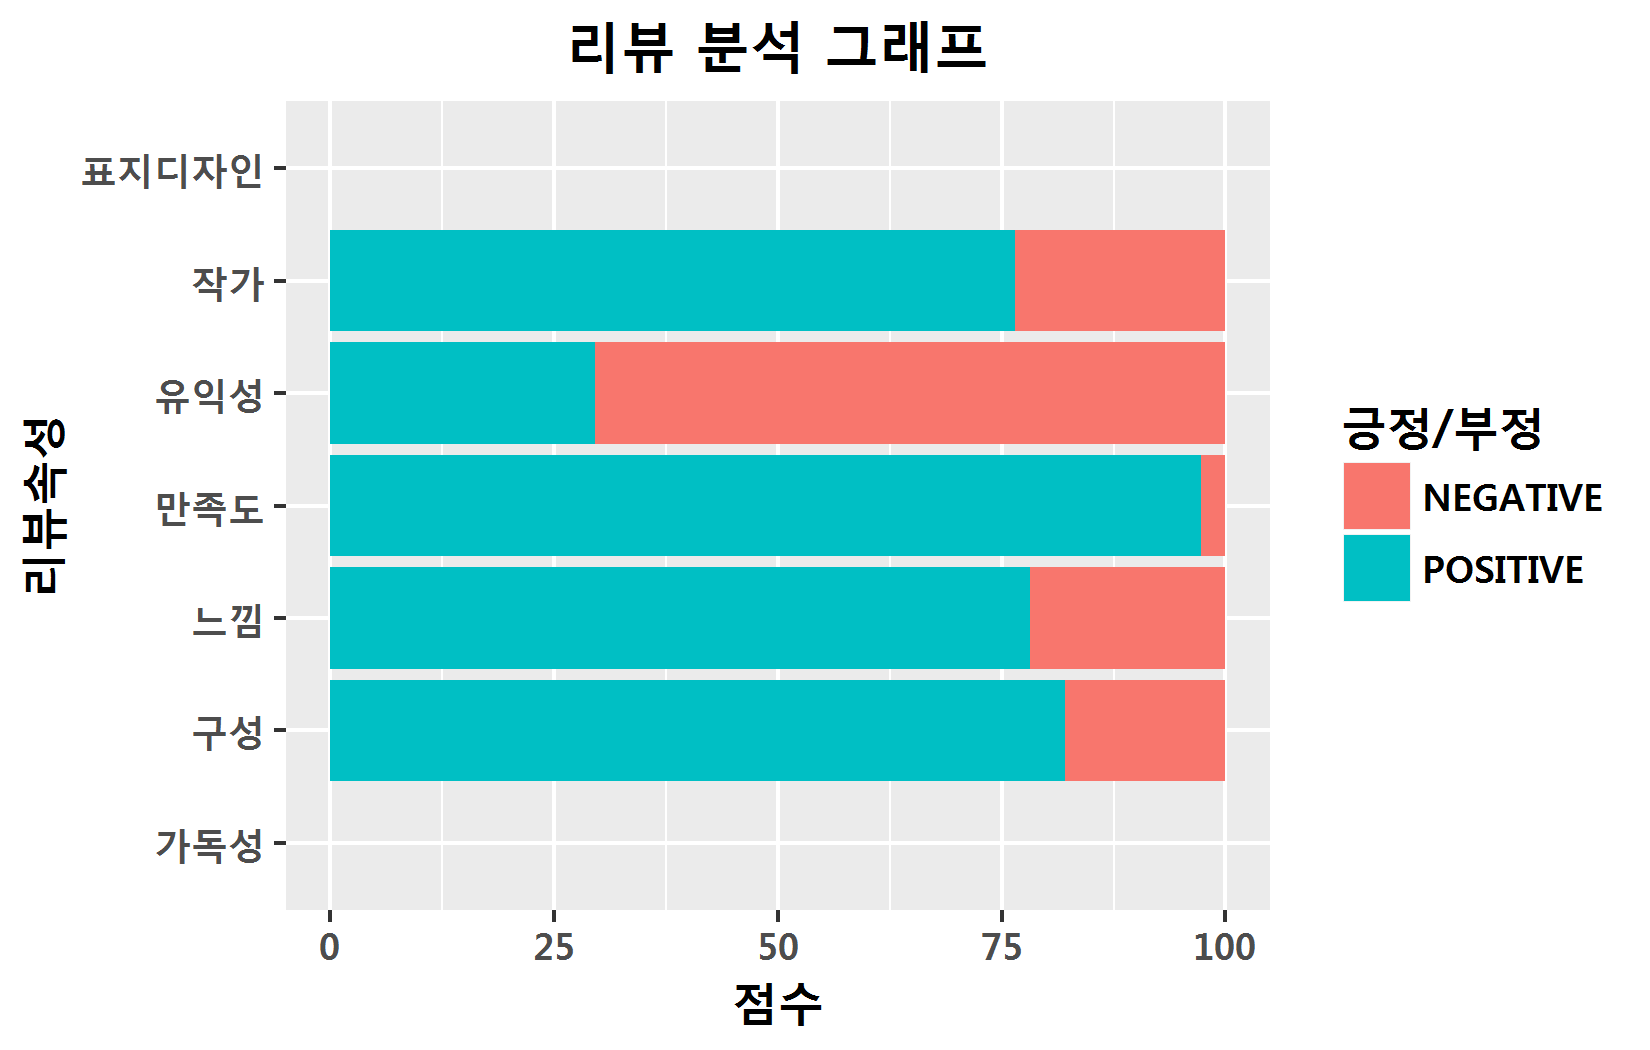 리뷰 분석 그래프
표지디자인
작가
유익성
만족도
느낌
구성
가독성
리뷰속성
0 25 50 75 100
점수
긍정/부정
NEGATIVE
POSITIVE